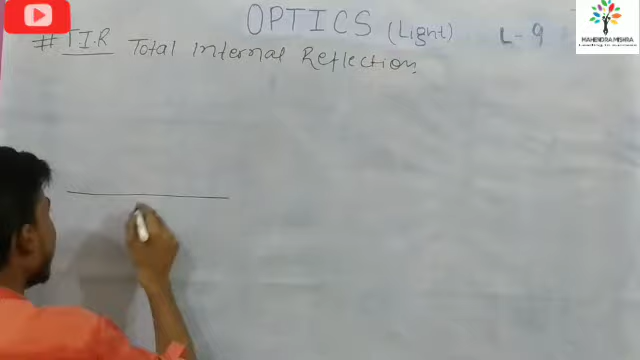 OPTICS (Light) L-9
# T.I.R Total Internal Reflection.
MAHENDRA MISHRA